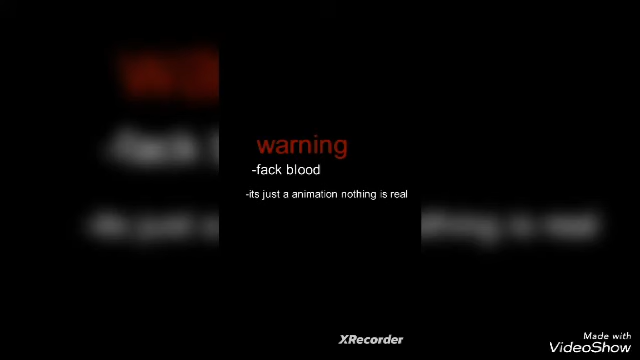 warning
-fack blood
-its just a animation nothing is real
XRecorder
Made with
VideoShow